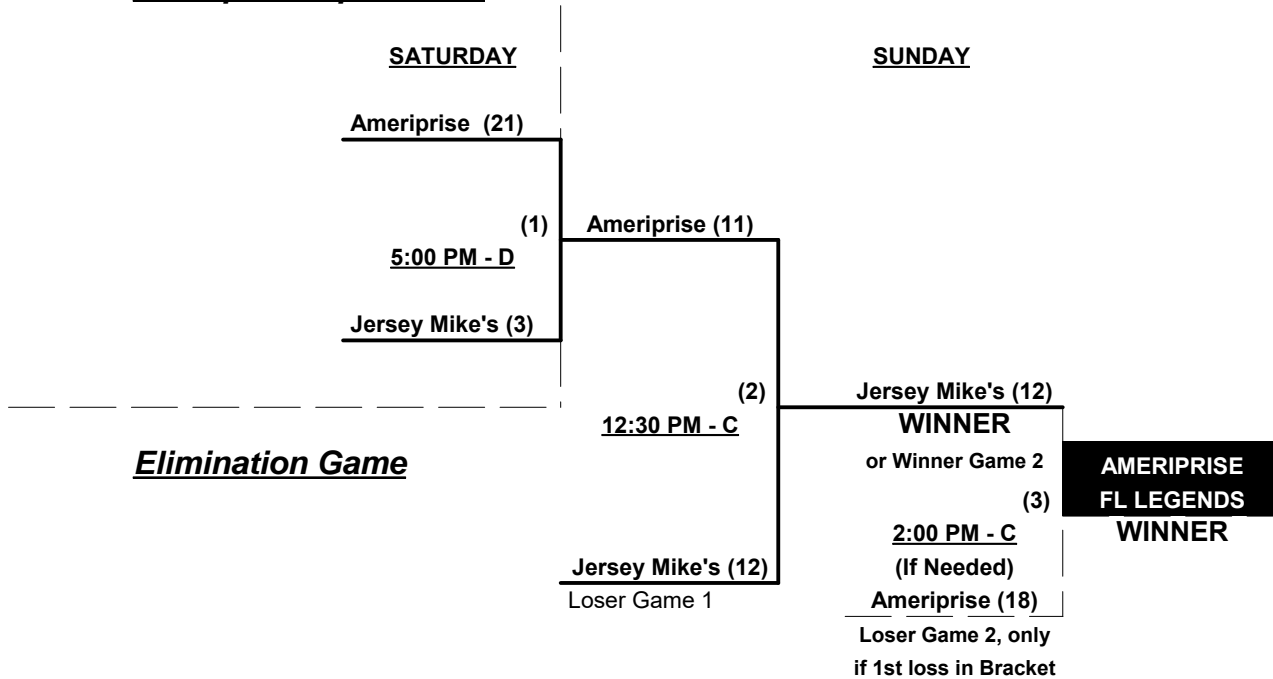 SATURDAY
SUNDAY
Ameriprise (21)
(1)
Ameriprise (11)
5:00 PM - D
Jersey Mike's (3)
(2)
Jersey Mike's (12)
12:30 PM - C
WINNER
Elimination Game
or Winner Game 2
AMERIPRISE
(3)
FL LEGENDS
2:00 PM - C
WINNER
Jersey Mike's (12)
(If Needed)
Loser Game 1
Ameriprise (18)
Loser Game 2, only
if 1st loss in Bracket